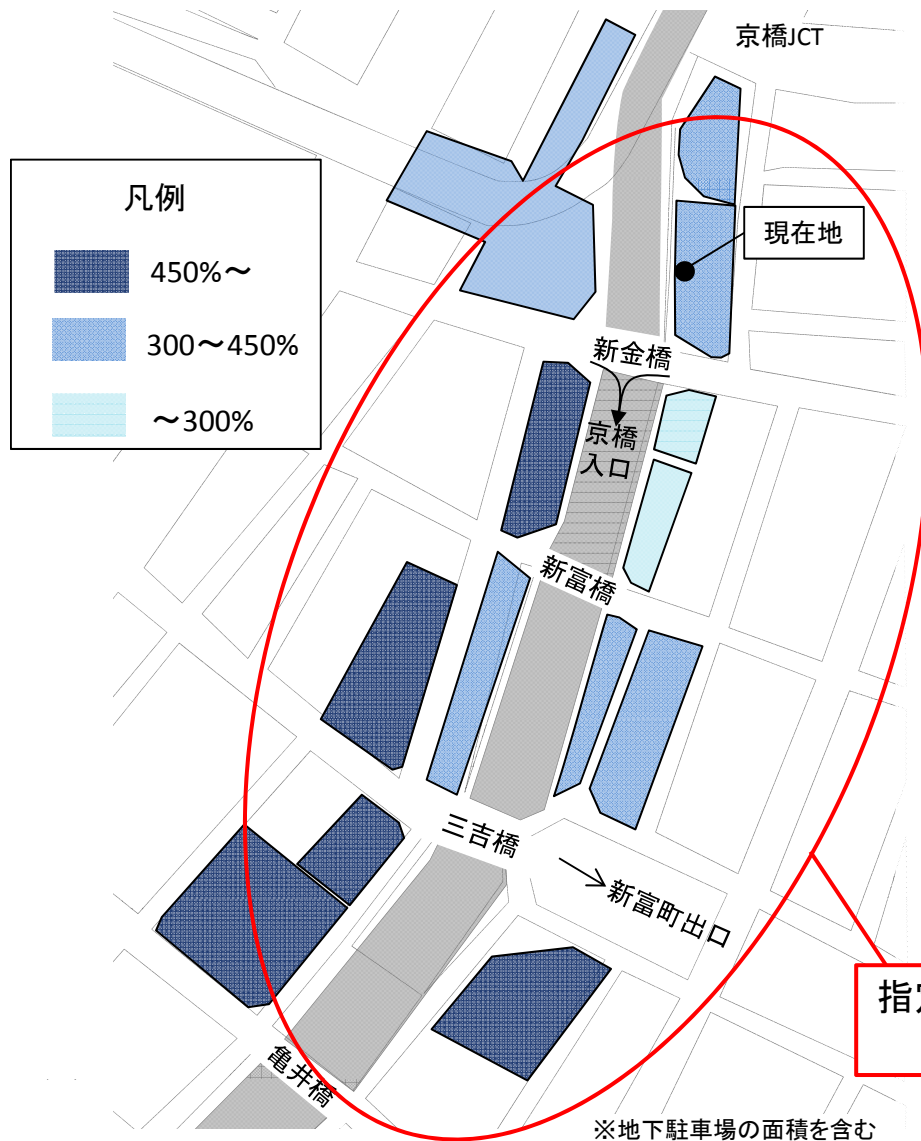 京橋JCT
凡例
450%~
300~450%
~300%
現在地
新金橋
京橋
入口
新富橋
三吉橋
新富町出口
指定
亀井橋
※地下駐車場の面積を含む